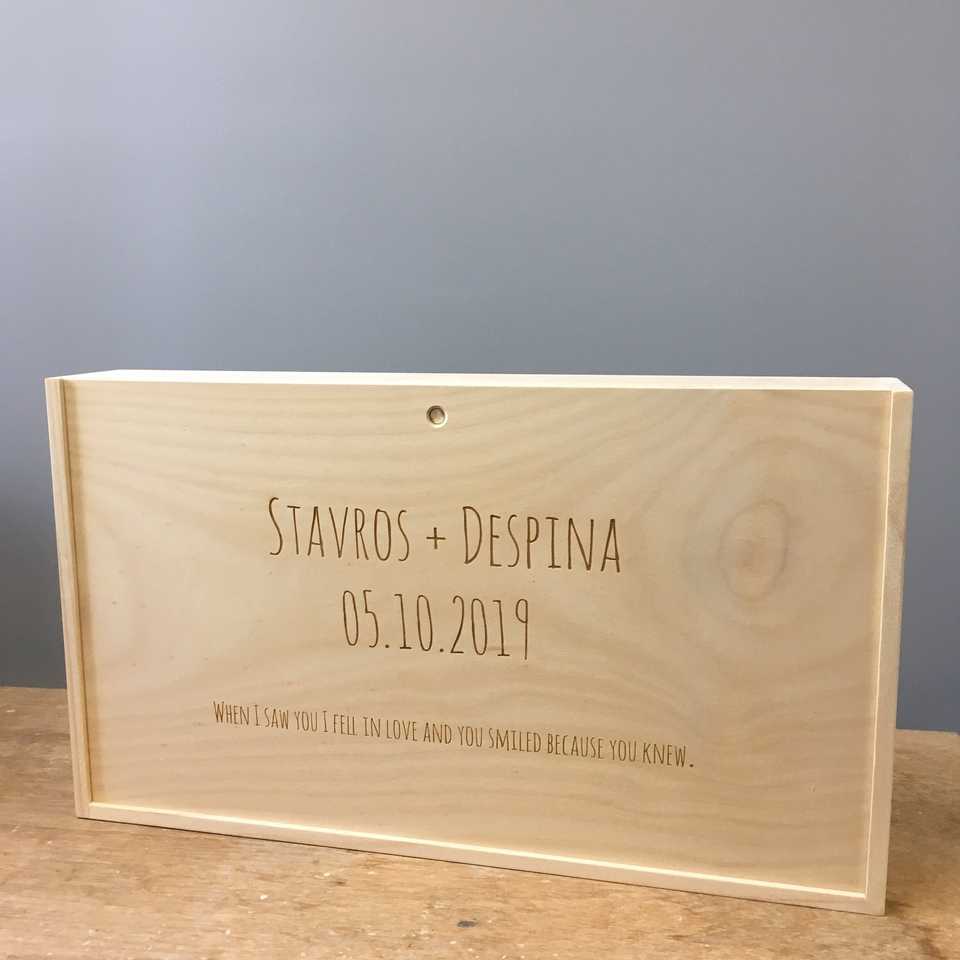 Stavros + Despina
05.10.2019
When I saw you I fell in love and you smiled because you knew.